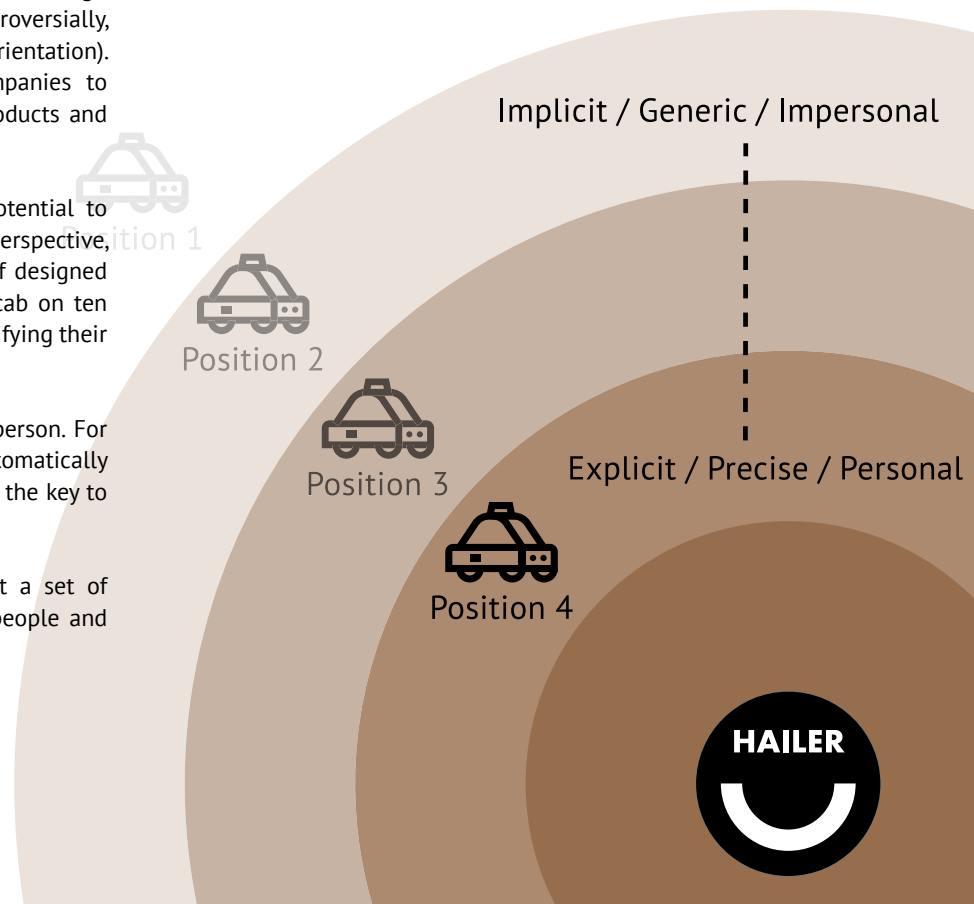 roversially,
rientation).
mpanies to
oducts and
otential to
erspective,
f designed
cab on ten
fying their
person. For
tomatically
the key to
t a set of
people and
Implicit / Generic / Impersonal
Position 1
Position 2
Position 3
Explicit / Precise / Personal
Position 4
HAILER